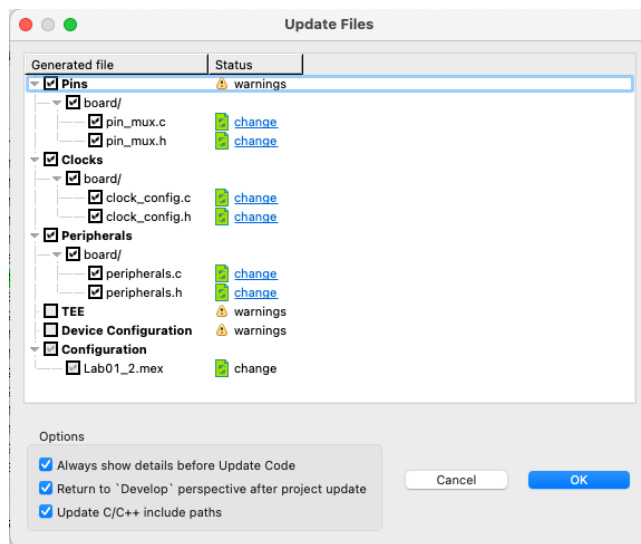 Update Files
Generated file Status
Pins warnings
board/
pin_mux.c change
pin_mux.h change
Clocks
board/
clock_config.c change
clock_config.h change
Peripherals
board/
peripherals.c change
peripherals.h change
TEE warnings
Device Configuration warnings
Configuration
Lab01_2.mex change
Options
Always show details before Update Code
Return to `Develop` perspective after project update
Update C/C++ include paths
Cancel OK